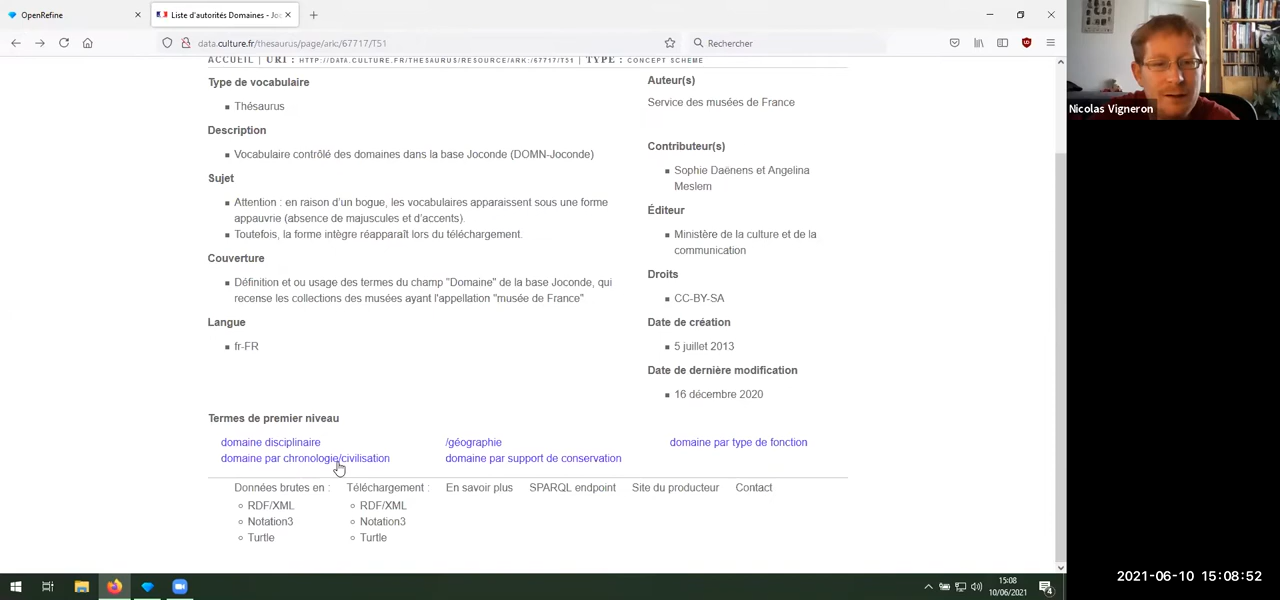 OpenRefine
Liste d'autorités Domaines - Joc
data.culture.fr/thesaurus/page/ark:/67717/T51
Rechercher
Nicolas Vigneron
ACCUEIL | URI : HTTP://DATA.CULTURE.FR/THESAURUS/RESOURCE/ARK:/67717/T51 | TYPE : CONCEPT SCHEME
Type de vocabulaire
Thésaurus
Description
Vocabulaire contrôlé des domaines dans la base Joconde (DOMN-Joconde)
Sujet
Attention : en raison d'un bogue, les vocabulaires apparaissent sous une forme
appauvrie (absence de majuscules et d'accents).
Toutefois, la forme intègre réapparaît lors du téléchargement.
Couverture
Définition et ou usage des termes du champ "Domaine" de la base Joconde, qui
recense les collections des musées ayant l'appellation "musée de France"
Langue
fr-FR
Auteur(s)
Service des musées de France
Contributeur(s)
Sophie Daënens et Angelina
Meslem
Éditeur
Ministère de la culture et de la
communication
Droits
CC-BY-SA
Date de création
5 juillet 2013
Date de dernière modification
16 décembre 2020
Termes de premier niveau
domaine disciplinaire /géographie domaine par type de fonction
domaine par chronologie/civilisation domaine par support de conservation
Données brutes en : Téléchargement : En savoir plus SPARQL endpoint Site du producteur Contact
RDF/XML RDF/XML
Notation3 Notation3
Turtle Turtle
15:08
10/06/2021
4
2021-06-10 15:08:52